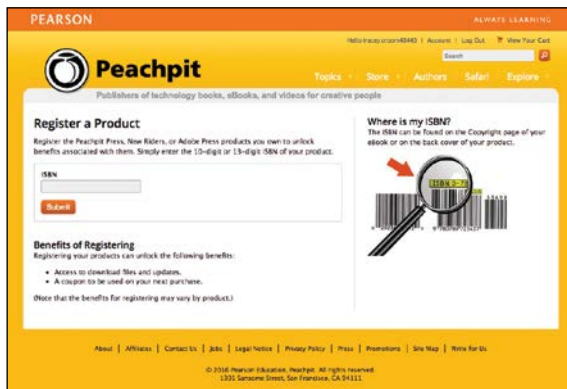 PEARSON
ALWAYS LEARNING
Account | Log Out View Your Cart
Search
Peachpit
Topics Store Authors Safari Explore
Publishers of technology books, eBooks, and videos for creative people
Register a Product
Register the Peachpit Press, New Riders, or Adobe Press products you own to unlock
benefits associated with them. Simply enter the 10-digit or 13-digit ISBN of your product.
ISBN
Submit
Benefits of Registering
Registering your products can unlock the following benefits:
• Access to download files and updates.
• A coupon to be used on your next purchase.
(Note that the benefits for registering may vary by product.)
Where is my ISBN?
The ISBN can be found on the Copyright page of your
eBook or on the back cover of your product.
About | Affiliates | Contact Us | Jobs | Legal Notice | Privacy Policy | Press | Promotions | Site Map | Write for Us
© 2016 Pearson Education, Peachpit. All rights reserved.
1301 Sansome Street, San Francisco, CA 94111